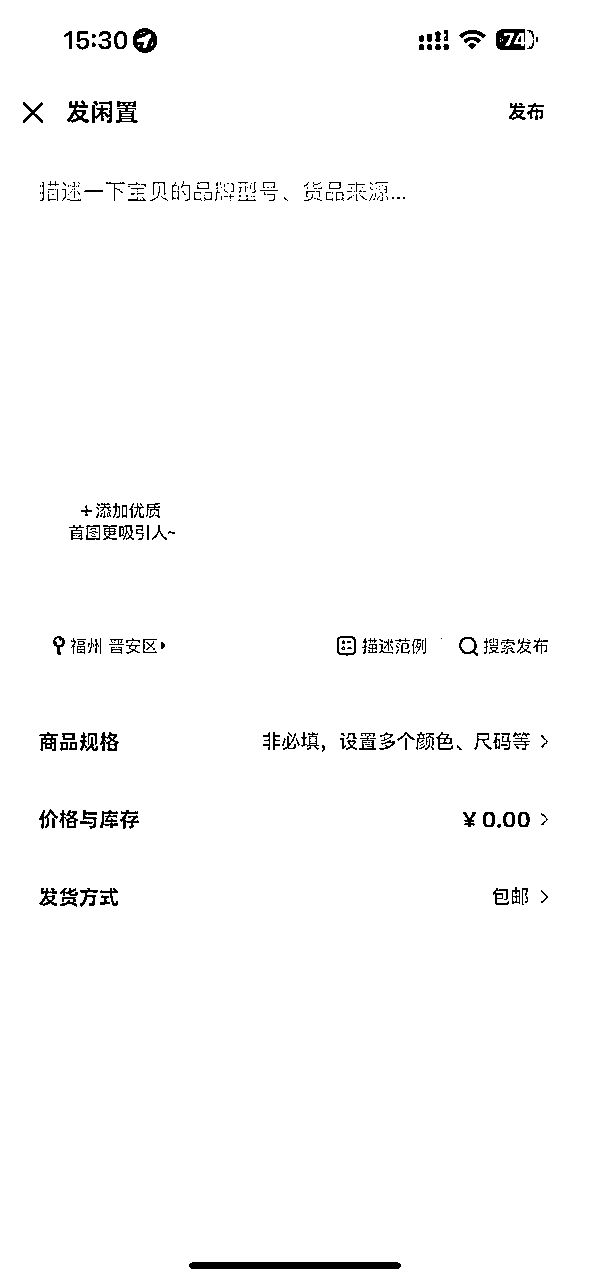 15:30
74
发闲置
发布
描述一下宝贝的品牌型号、货品来源...
+添加优质
首图更吸引人~
福州 晋安区
描述范例
搜索发布
商品规格
非必填，设置多个颜色、尺码等
价格与库存
¥0.00
发货方式
包邮